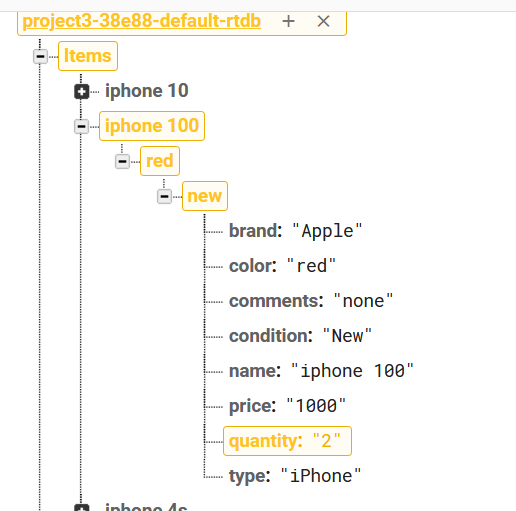 project3-38e88-default-rtdb + ×
Items
iphone 10
iphone 100
red
new
brand: "Apple"
color: "red"
comments: "none"
condition: "New"
name: "iphone 100"
price: "1000"
quantity: "2"
type: "iPhone"
iphone 4s